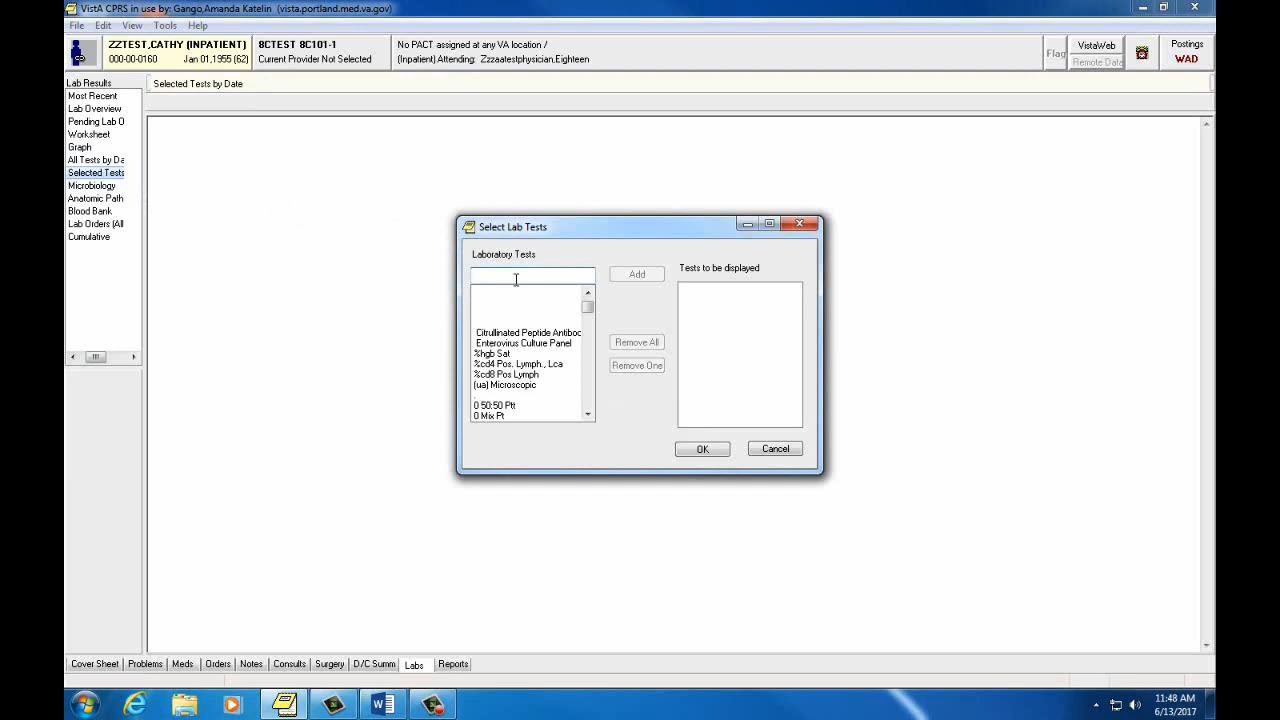 VistA CPRS in use by: Gango,Amanda Katelin (vista.portland.med.va.gov)
File Edit View Tools Help
ZZTEST,CATHY (INPATIENT)
000-00-0160 Jan 01,1955 (62)
8CTEST 8C101-1
Current Provider Not Selected
No PACT assigned at any VA location /
(Inpatient) Attending: Zzzaatestphysician,Eighteen
Flag
VistaWeb
Remote Data
Postings
WAD
Lab Results
Most Recent
Lab Overview
Pending Lab O
Worksheet
Graph
All Tests by Da
Selected Tests
Microbiology
Anatomic Path
Blood Bank
Lab Orders (All
Cumulative
Selected Tests by Date
Select Lab Tests
Laboratory Tests
Citrullinated Peptide Antiboc
Enterovirus Culture Panel
%hgb Sat
%cd4 Pos. Lymph., Lca
%cd8 Pos Lymph
(ua) Microscopic
.
0 50:50 Ptt
0 Mix Pt
Add
Remove All
Remove One
Tests to be displayed
OK
Cancel
Cover Sheet Problems Meds Orders Notes Consults Surgery D/C Summ Labs Reports
11:48 AM
6/13/2017